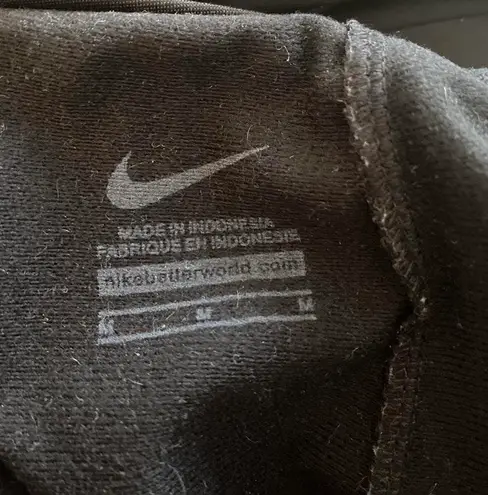 MADE IN INDONESIA
FABRIQUE EN INDONESIE
nikebetterworld.com
M M M